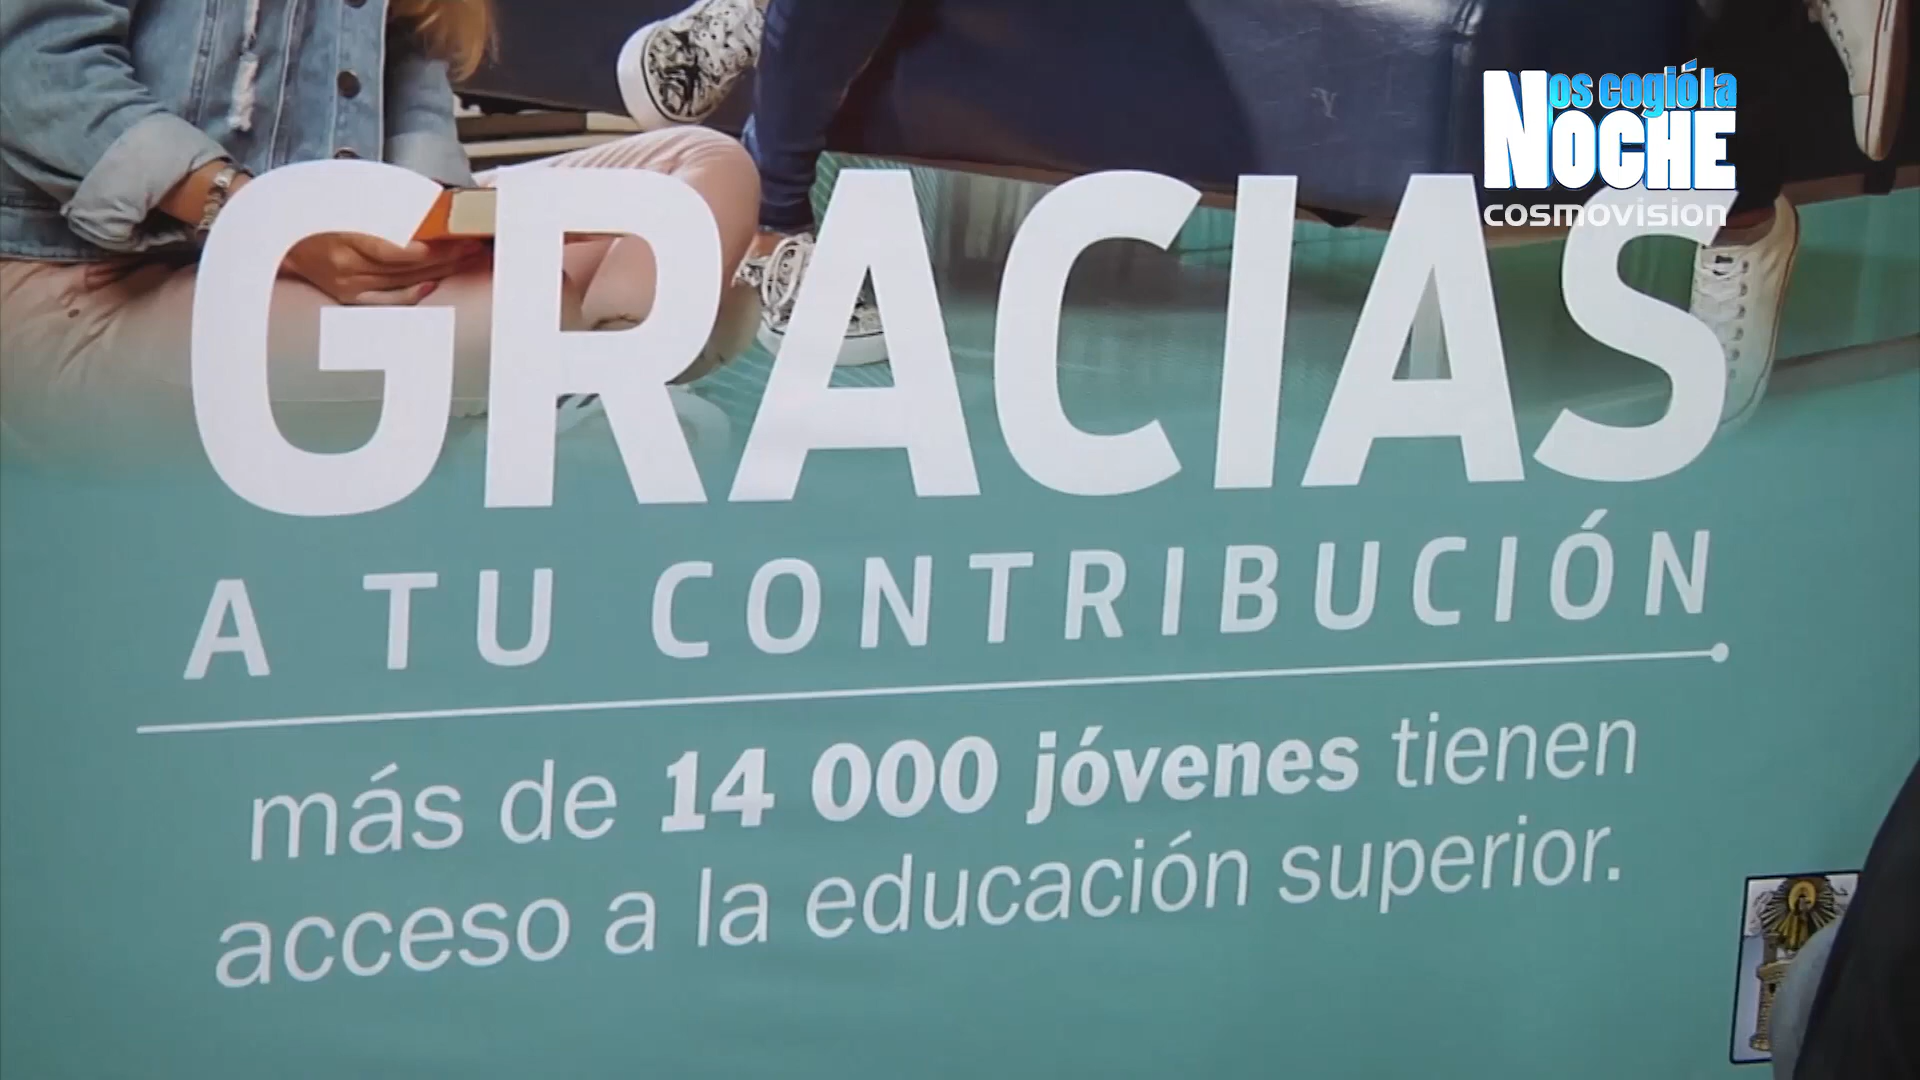 Nos cogió la
NOCHE
COSMOVISION
GRACIAS
A TU CONTRIBUCIÓN
más de 14 000 jóvenes tienen
acceso a la educación superior.